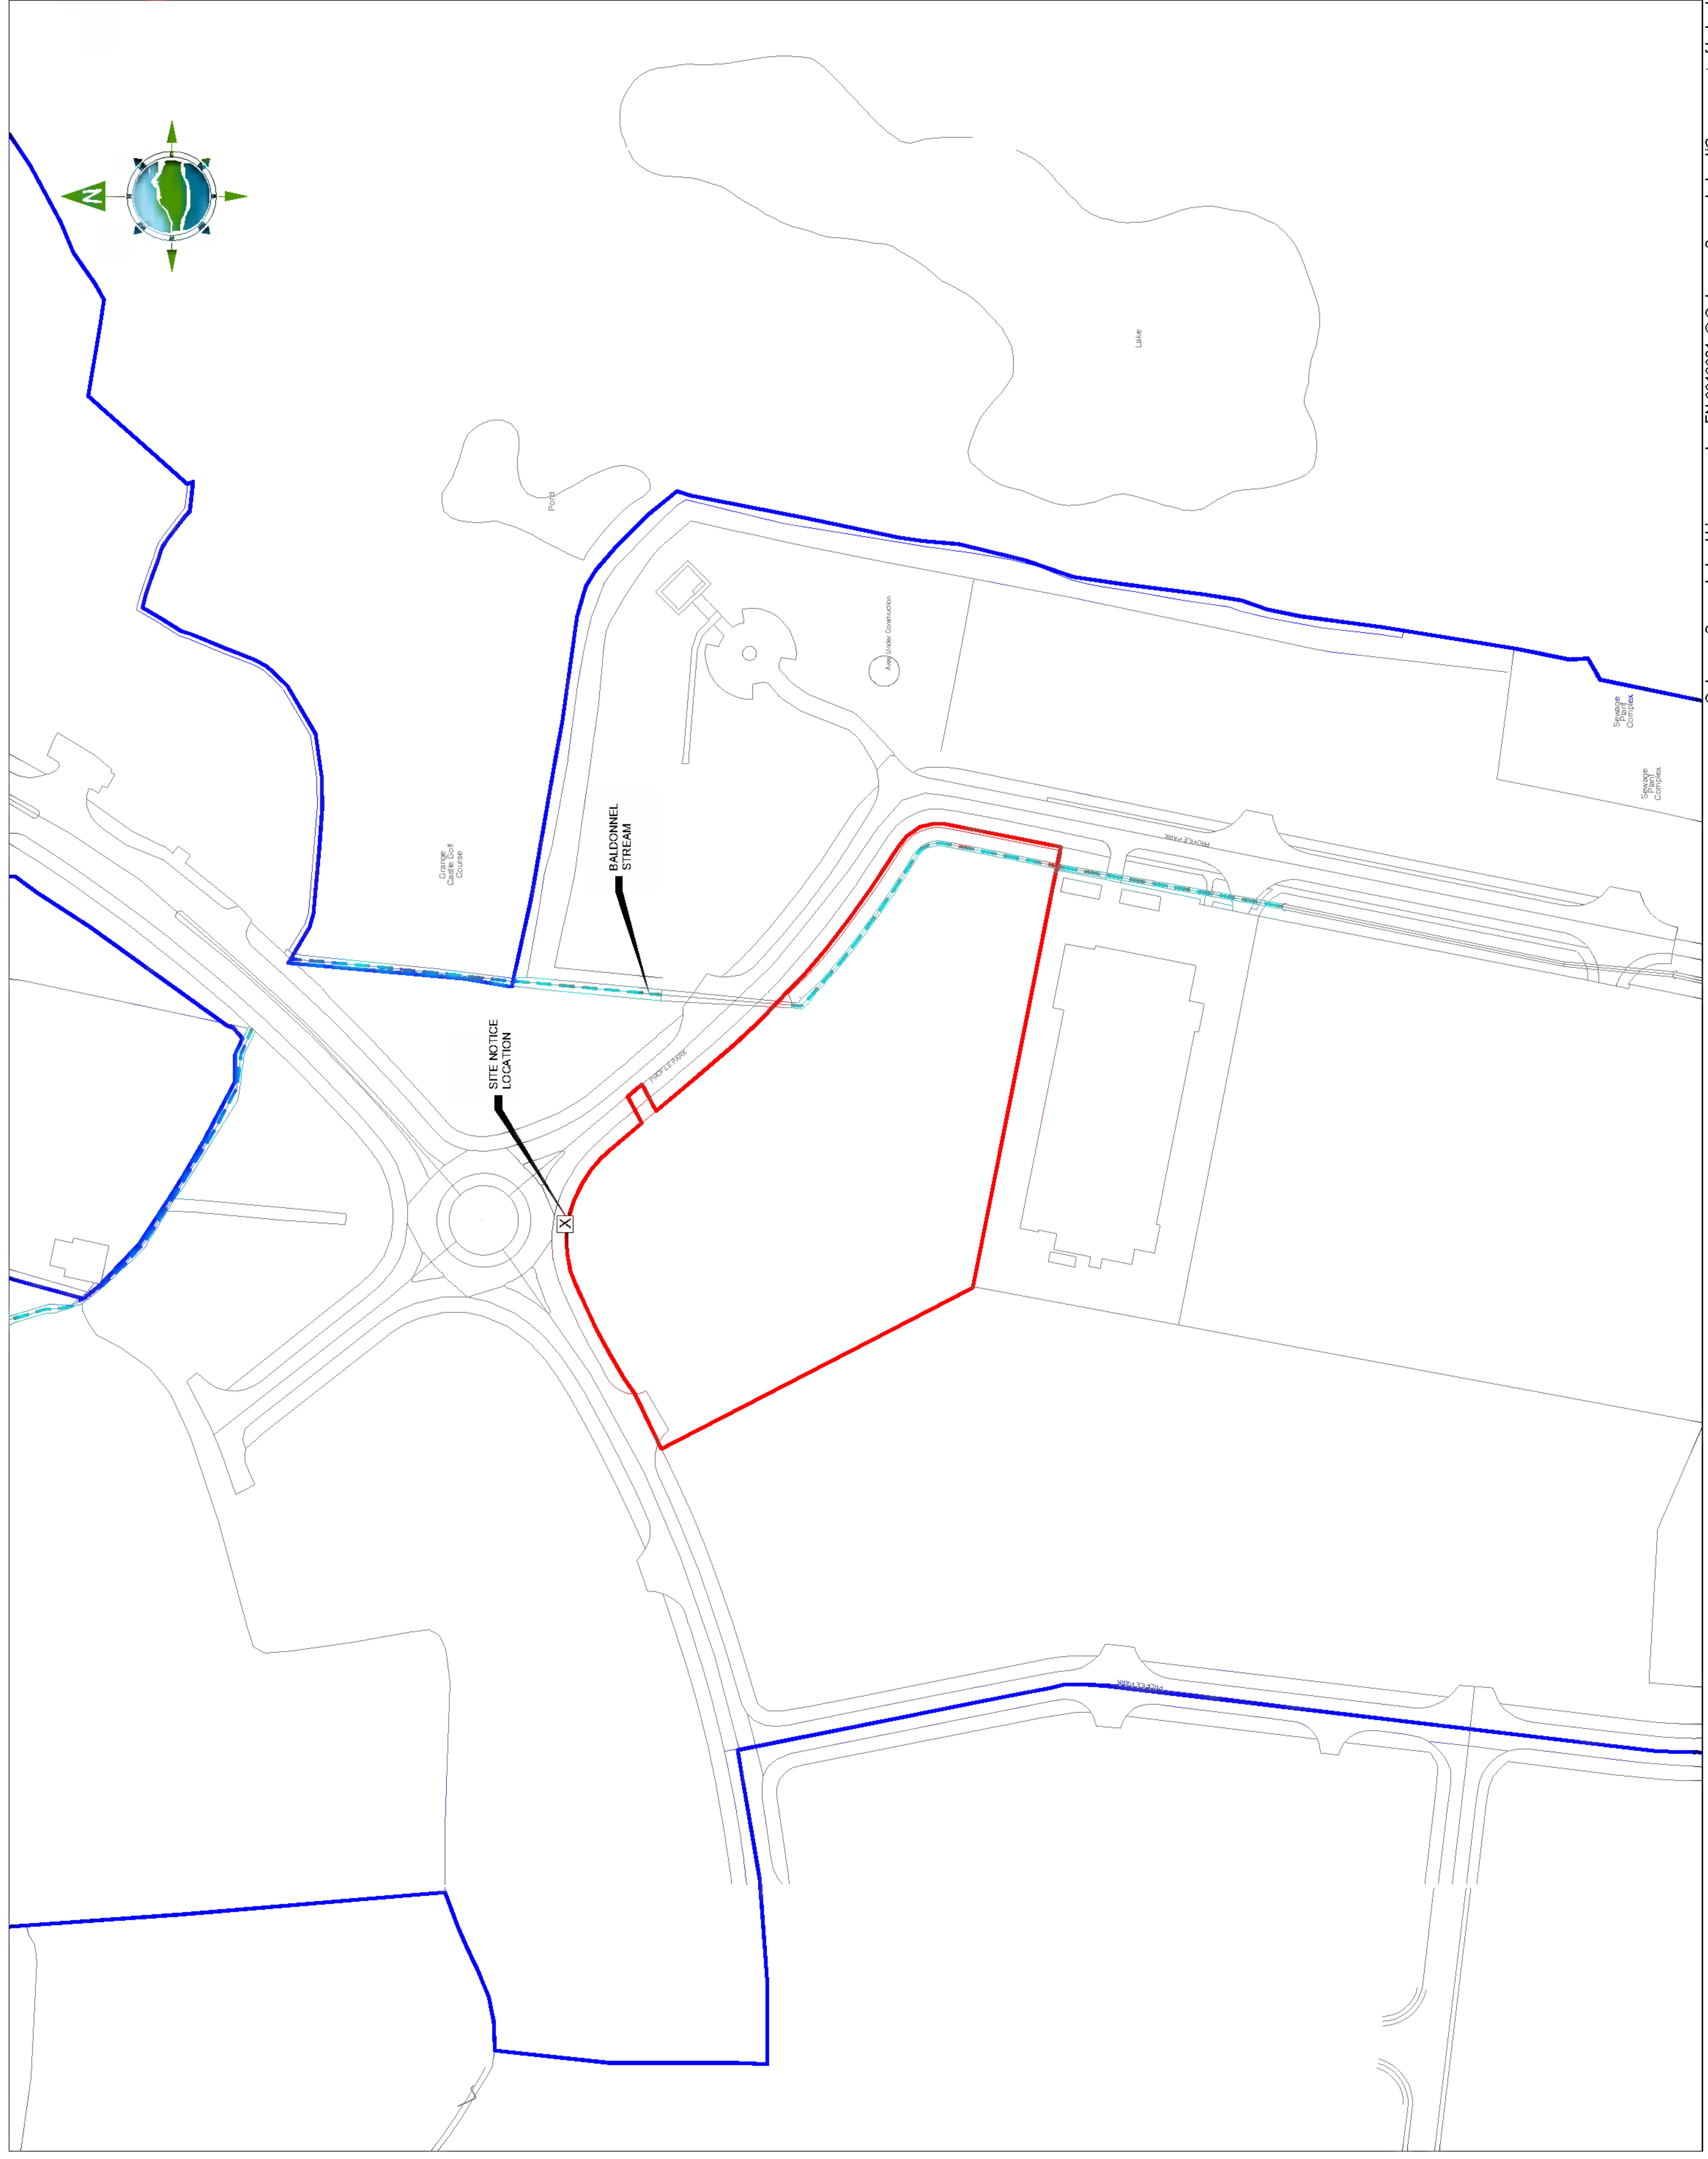 N
Lake
Pond
Grange
Castle Golf
Course
BALDONNEL
STREAM
Area Under Construction
Sewage
Plant
Complex
Sewage
Plant
Complex
PROFILE PARK
SITE NOTICE
LOCATION
PROFILE PARK
X
PROFILE PARK